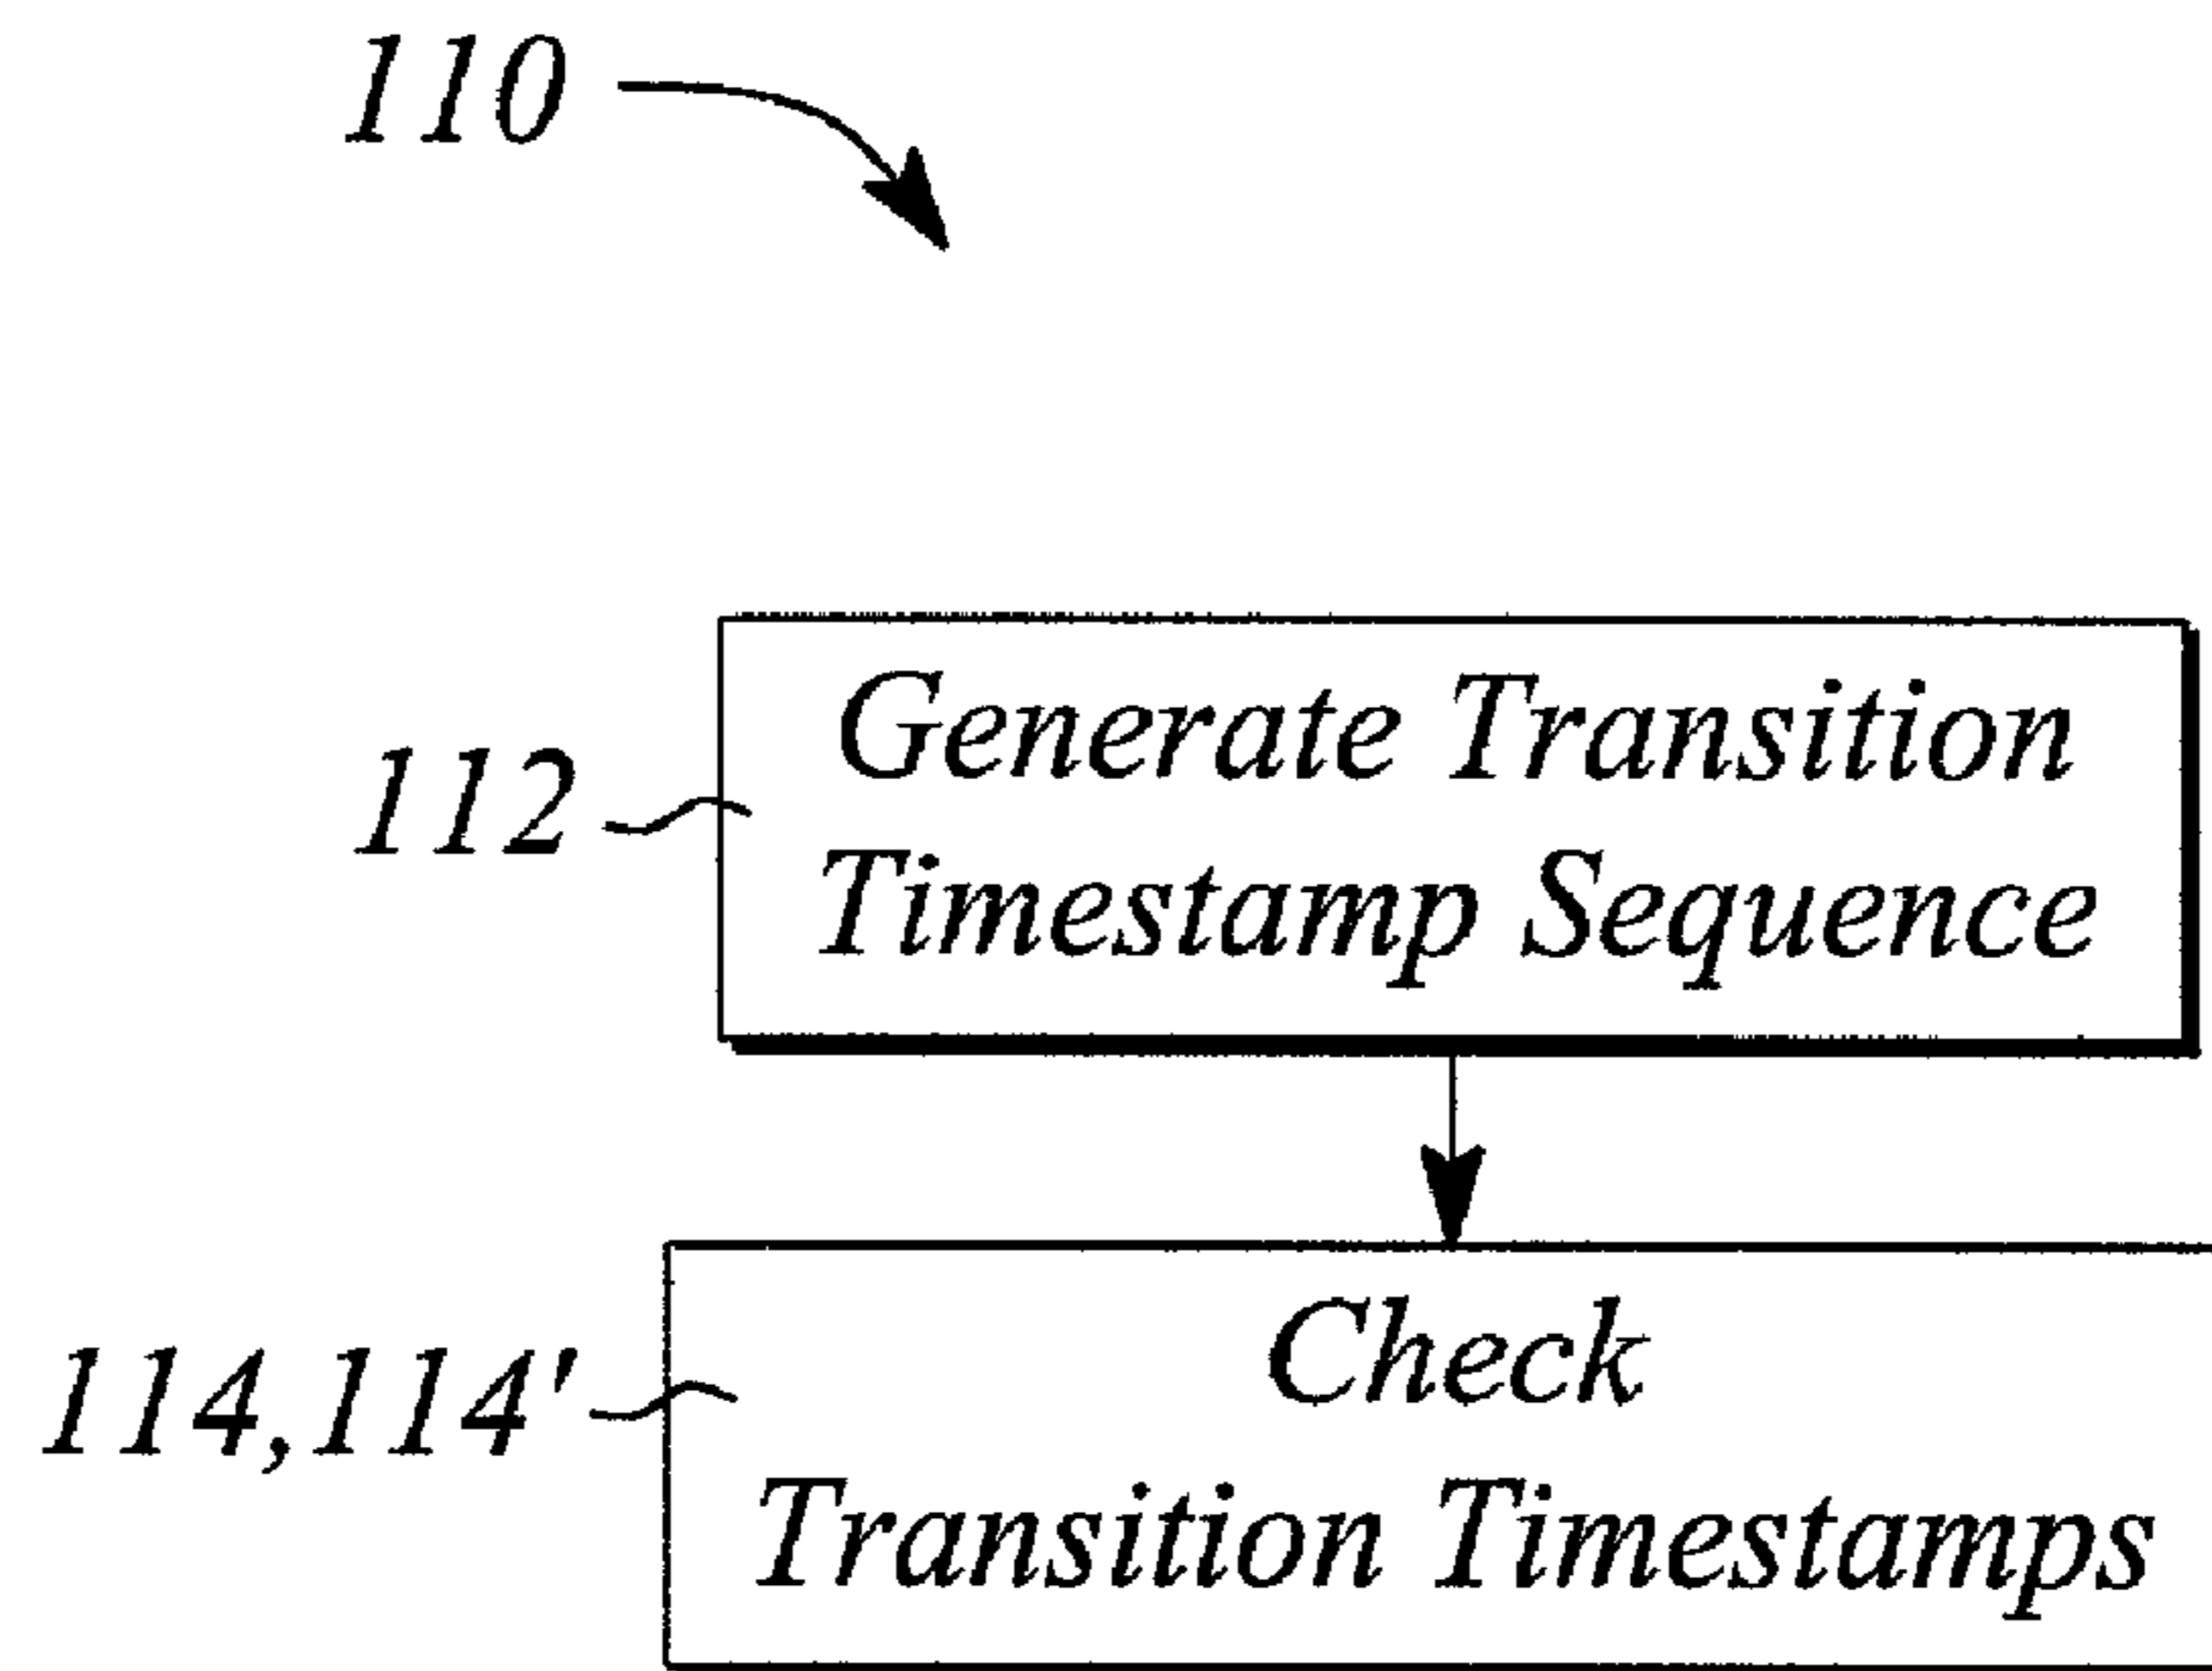 110
112
Generate Transition
Timestamp Sequence
114,114'
Check
Transition Timestamps